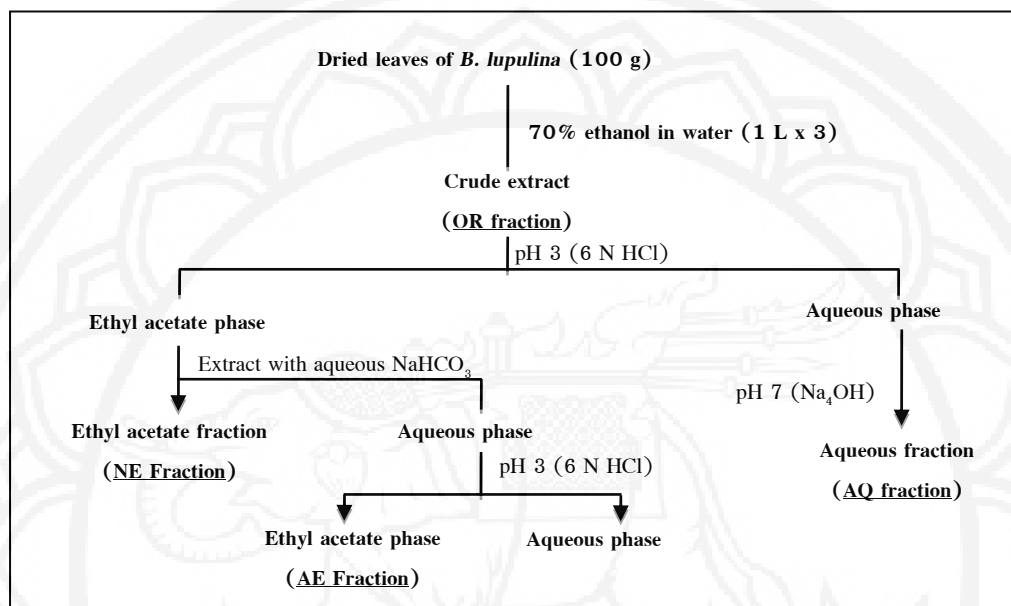 Dried leaves of B. lupulina (100 g)
70% ethanol in water (1 L x 3)
Crude extract
(OR fraction)
pH 3 (6 N HCl)
Ethyl acetate phase
Aqueous phase
Extract with aqueous NaHCO₃
pH 7 (Na₄OH)
Ethyl acetate fraction
(NE Fraction)
Aqueous phase
Aqueous fraction
(AQ fraction)
pH 3 (6 N HCl)
Ethyl acetate phase
(AE Fraction)
Aqueous phase